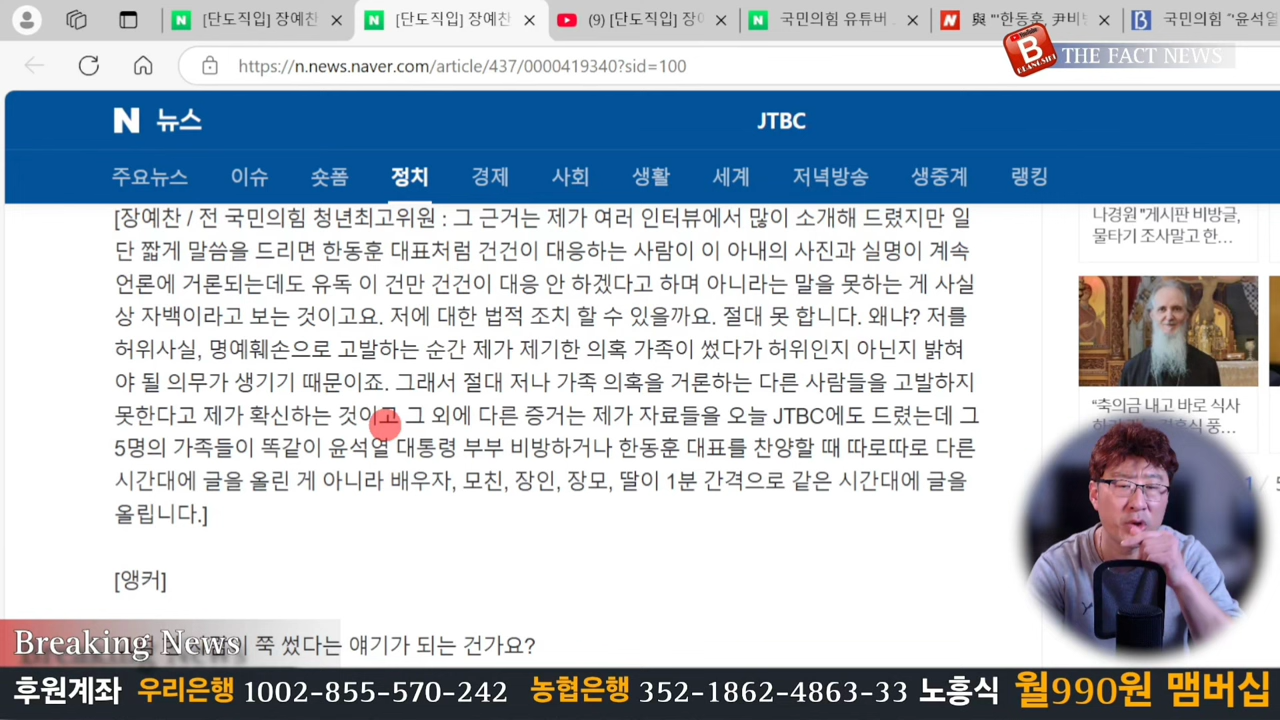 [단도직입] 장예찬
[단도직입] 장예찬
(9) [단도직입] 장예
국민의힘 유튜버
與 "'한동훈, 尹비방
국민의힘 "'윤석열
BBANGSIFI
THE FACT NEWS
https://n.news.naver.com/article/437/0000419340?sid=100
N 뉴스
JTBC
주요뉴스 이슈 숏폼 정치 경제 사회 생활 세계 저녁방송 생중계 랭킹
[장예찬 / 전 국민의힘 청년최고위원 : 그 근거는 제가 여러 인터뷰에서 많이 소개해 드렸지만 일
단 짧게 말씀을 드리면 한동훈 대표처럼 건건이 대응하는 사람이 이 아내의 사진과 실명이 계속
언론에 거론되는데도 유독 이 건만 건건이 대응 안 하겠다고 하며 아니라는 말을 못하는 게 사실
상 자백이라고 보는 것이고요. 저에 대한 법적 조치 할 수 있을까요. 절대 못 합니다. 왜냐? 저를
허위사실, 명예훼손으로 고발하는 순간 제가 제기한 의혹 가족이 썼다가 허위인지 아닌지 밝혀
야 될 의무가 생기기 때문이죠. 그래서 절대 저나 가족 의혹을 거론하는 다른 사람들을 고발하지
못한다고 제가 확신하는 것이고 그 외에 다른 증거는 제가 자료들을 오늘 JTBC에도 드렸는데 그
5명의 가족들이 똑같이 윤석열 대통령 부부 비방하거나 한동훈 대표를 찬양할 때 따로따로 다른
시간대에 글을 올린 게 아니라 배우자, 모친, 장인, 장모, 딸이 1분 간격으로 같은 시간대에 글을
올립니다.]
[앵커]
쭉 썼다는 얘기가 되는 건가요?
나경원 "게시판 비방글,
물타기 조사말고 한...
"축의금 내고 바로 식사
Breaking News
후원계좌 우리은행 1002-855-570-242 농협은행 352-1862-4863-33 노흥식 월990원 맴버십